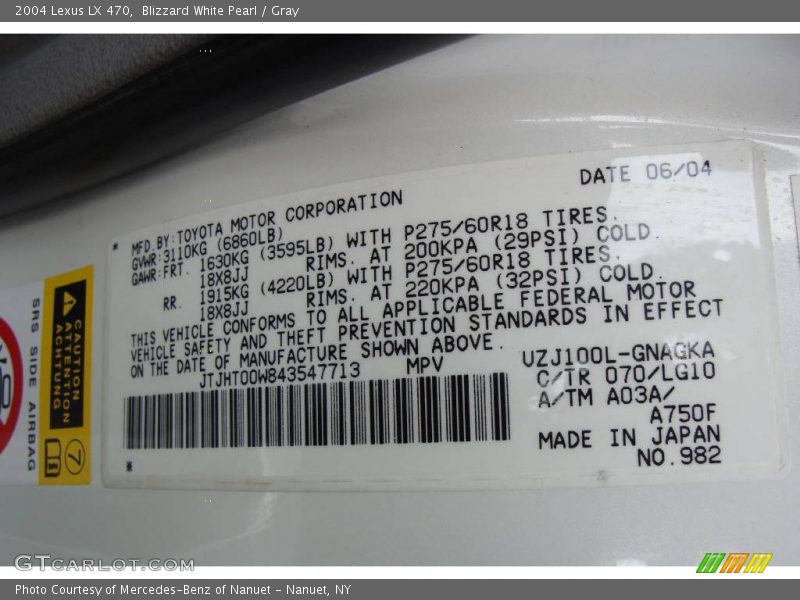 2004 Lexus LX 470,  Blizzard White Pearl / Gray
DATE 06/04
* MFD.BY:TOYOTA MOTOR CORPORATION
GVWR:3110KG (6860LB)
GAWR:FRT. 1630KG (3595LB) WITH P275/60R18 TIRES.
18X8JJ RIMS. AT 200KPA (29PSI) COLD.
RR. 1915KG (4220LB) WITH P275/60R18 TIRES.
18X8JJ RIMS. AT 220KPA (32PSI) COLD.
THIS VEHICLE CONFORMS TO ALL APPLICABLE FEDERAL MOTOR
VEHICLE SAFETY AND THEFT PREVENTION STANDARDS IN EFFECT
ON THE DATE OF MANUFACTURE SHOWN ABOVE.
JTJHT00W843547713 MPV
UZJ100L-GNAGKA
C/TR 070/LG10
A/TM A03A/
A750F
MADE IN JAPAN
NO.982
*
SRS SIDE AIRBAG
CAUTION
ATTENTION
ACHTUNG
7
GTCARLOT.COM
Photo Courtesy of Mercedes-Benz of Nanuet - Nanuet, NY